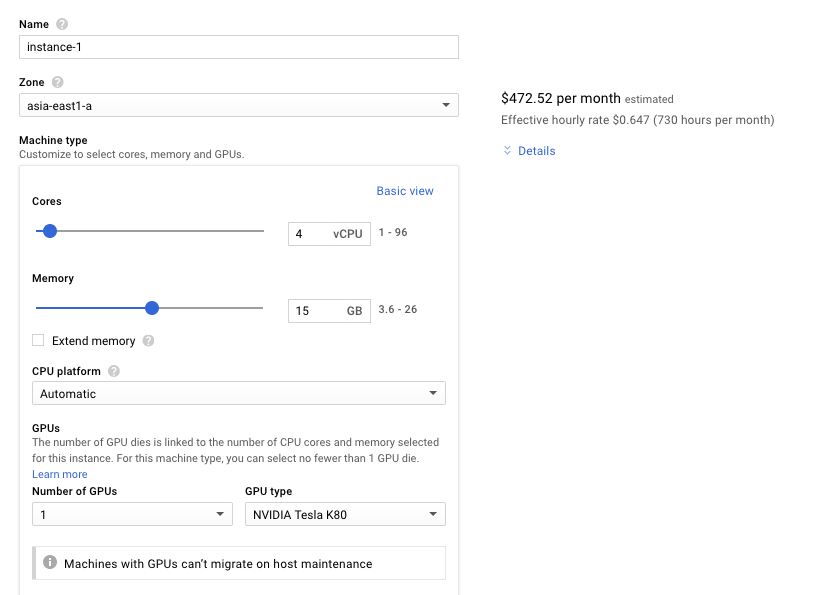 Name
instance-1
Zone
asia-east1-a
$472.52 per month estimated
Effective hourly rate $0.647 (730 hours per month)
Details
Machine type
Customize to select cores, memory and GPUs.
Basic view
Cores
4 vCPU 1 - 96
Memory
15 GB 3.6 - 26
Extend memory
CPU platform
Automatic
GPUs
The number of GPU dies is linked to the number of CPU cores and memory selected
for this instance. For this machine type, you can select no fewer than 1 GPU die.
Learn more
Number of GPUs GPU type
1 NVIDIA Tesla K80
Machines with GPUs can't migrate on host maintenance